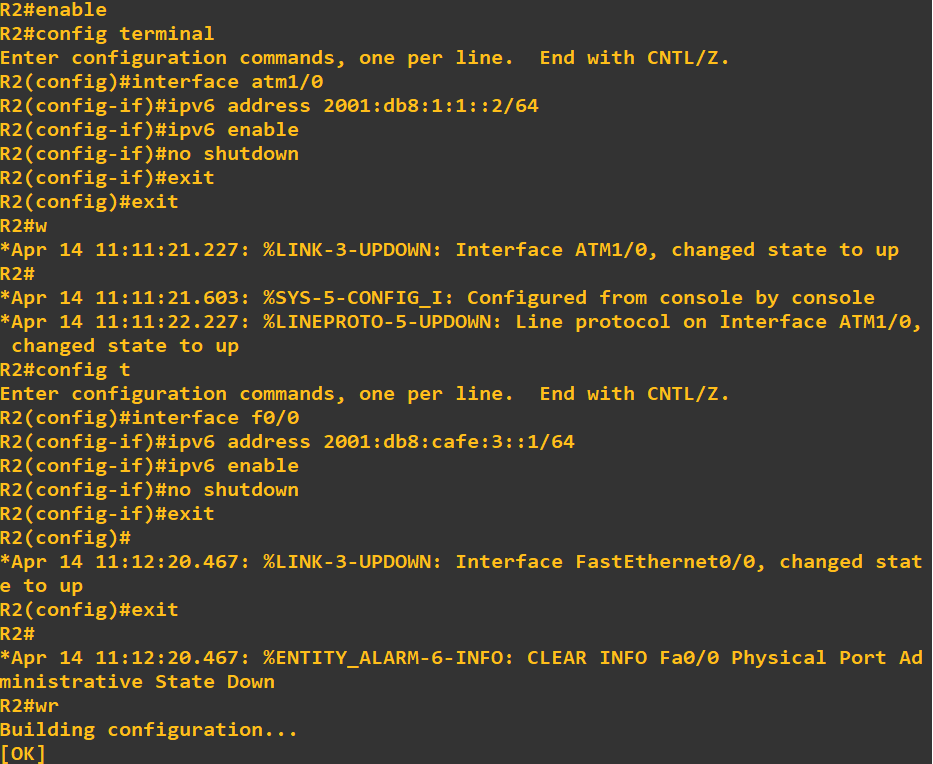 R2#enable
R2#config terminal
Enter configuration commands, one per line.  End with CNTL/Z.
R2(config)#interface atm1/0
R2(config-if)#ipv6 address 2001:db8:1:1::2/64
R2(config-if)#ipv6 enable
R2(config-if)#no shutdown
R2(config-if)#exit
R2(config)#exit
R2#w
*Apr 14 11:11:21.227: %LINK-3-UPDOWN: Interface ATM1/0, changed state to up
R2#
*Apr 14 11:11:21.603: %SYS-5-CONFIG_I: Configured from console by console
*Apr 14 11:11:22.227: %LINEPROTO-5-UPDOWN: Line protocol on Interface ATM1/0,
 changed state to up
R2#config t
Enter configuration commands, one per line.  End with CNTL/Z.
R2(config)#interface f0/0
R2(config-if)#ipv6 address 2001:db8:cafe:3::1/64
R2(config-if)#ipv6 enable
R2(config-if)#no shutdown
R2(config-if)#exit
R2(config)#
*Apr 14 11:12:20.467: %LINK-3-UPDOWN: Interface FastEthernet0/0, changed stat
e to up
R2(config)#exit
R2#
*Apr 14 11:12:20.467: %ENTITY_ALARM-6-INFO: CLEAR INFO Fa0/0 Physical Port Ad
ministrative State Down
R2#wr
Building configuration...
[OK]